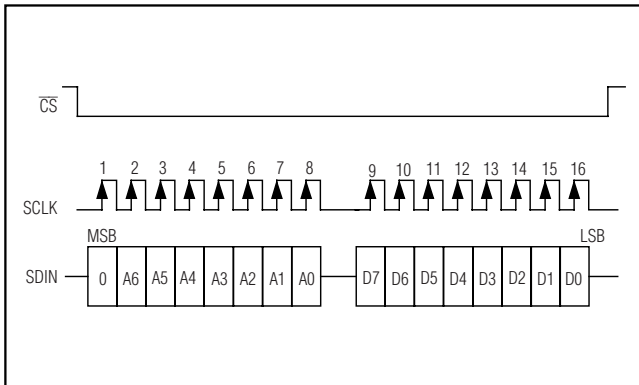 CS
1 2 3 4 5 6 7 8 9 10 11 12 13 14 15 16
SCLK
MSB LSB
SDIN 0 A6 A5 A4 A3 A2 A1 A0 D7 D6 D5 D4 D3 D2 D1 D0